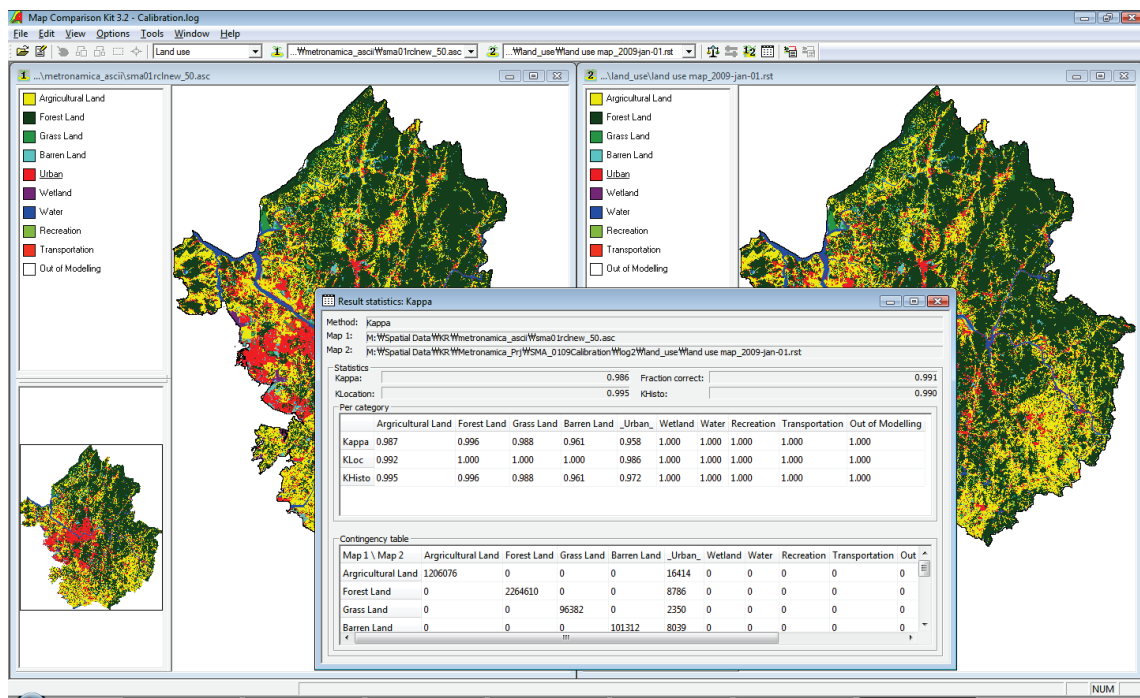 Map Comparison Kit 3.2 - Calibration.log
File Edit View Options Tools Window Help
Land use 1 ...\metronamica_ascii\sma01rclnew_50.asc 2 ...\land_use\land use map_2009-jan-01.rst
1 ...\metronamica_ascii\sma01rclnew_50.asc
Argricultural Land
Forest Land
Grass Land
Barren Land
Urban
Wetland
Water
Recreation
Transportation
Out of Modelling
2 ...\land_use\land use map_2009-jan-01.rst
Argricultural Land
Forest Land
Grass Land
Barren Land
Urban
Wetland
Water
Recreation
Transportation
Out of Modelling
Result statistics: Kappa
Method: Kappa
Map 1: M:₩Spatial Data₩KR₩metronamica_ascii₩sma01rclnew_50.asc
Map 2: M:₩Spatial Data₩KR₩Metronamica_Prj₩SMA_0109Calibration₩log2₩land_use₩land use map_2009-jan-01.rst
Statistics
Kappa: 0.986 Fraction correct: 0.991
KLocation: 0.995 KHisto: 0.990
Per category
Argricultural Land Forest Land Grass Land Barren Land _Urban_ Wetland Water Recreation Transportation Out of Modelling
Kappa 0.987 0.996 0.988 0.961 0.958 1.000 1.000 1.000 1.000 1.000
KLoc 0.992 1.000 1.000 1.000 0.986 1.000 1.000 1.000 1.000 1.000
KHisto 0.995 0.996 0.988 0.961 0.972 1.000 1.000 1.000 1.000 1.000
Contingency table
Map 1 \ Map 2 Argricultural Land Forest Land Grass Land Barren Land _Urban_ Wetland Water Recreation Transportation Out
Argricultural Land 1206076 0 0 0 16414 0 0 0 0 0
Forest Land 0 2264610 0 0 8786 0 0 0 0 0
Grass Land 0 0 96382 0 2350 0 0 0 0 0
Barren Land 0 0 0 101312 8039 0 0 0 0 0
NUM